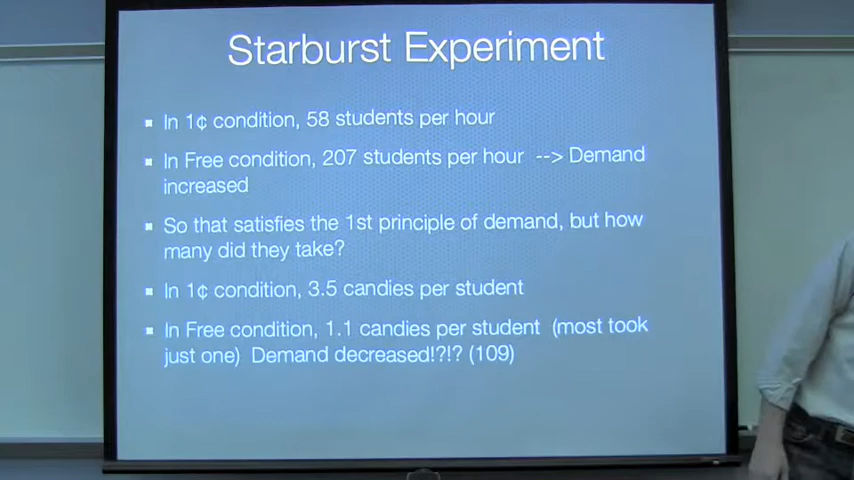 Starburst Experiment
In 1¢ condition, 58 students per hour
In Free condition, 207 students per hour --> Demand
increased
So that satisfies the 1st principle of demand, but how
many did they take?
In 1¢ condition, 3.5 candies per student
In Free condition, 1.1 candies per student (most took
just one) Demand decreased!?!? (109)